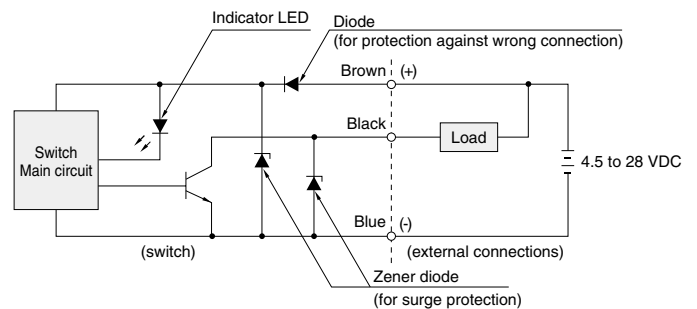 Indicator LED
Diode
(for protection against wrong connection)
Brown (+)
Black
Load
Switch
Main circuit
4.5 to 28 VDC
Blue (-)
(switch)
(external connections)
Zener diode
(for surge protection)